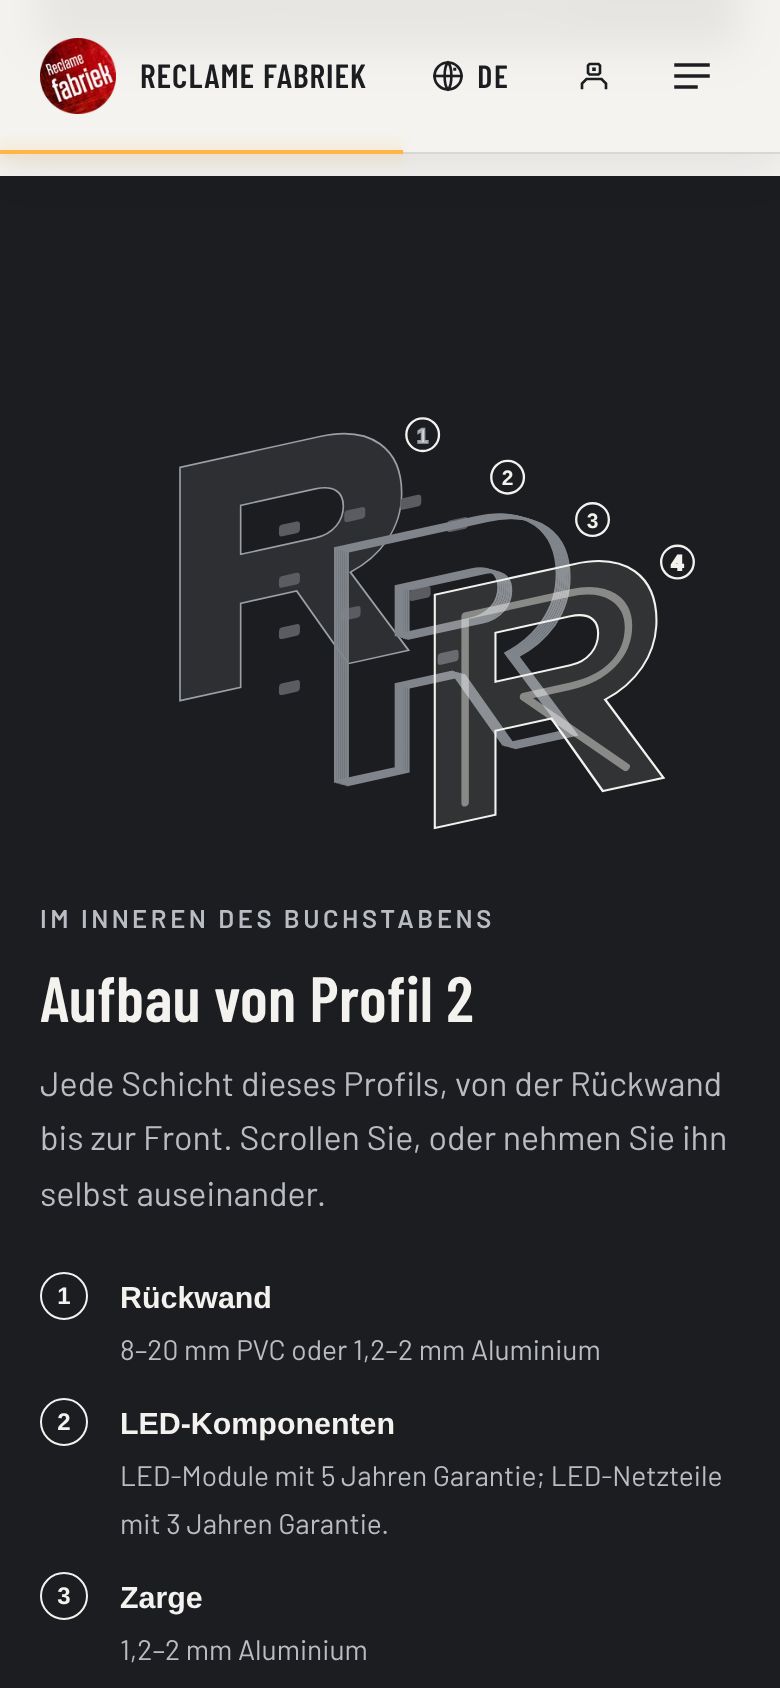 Reclame
fabriek
RECLAME FABRIEK
DE
1
2
3
4
IM INNEREN DES BUCHSTABENS
Aufbau von Profil 2
Jede Schicht dieses Profils, von der Rückwand
bis zur Front. Scrollen Sie, oder nehmen Sie ihn
selbst auseinander.
1 Rückwand
8–20 mm PVC oder 1,2–2 mm Aluminium
2 LED-Komponenten
LED-Module mit 5 Jahren Garantie; LED-Netzteile
mit 3 Jahren Garantie.
3 Zarge
1,2–2 mm Aluminium